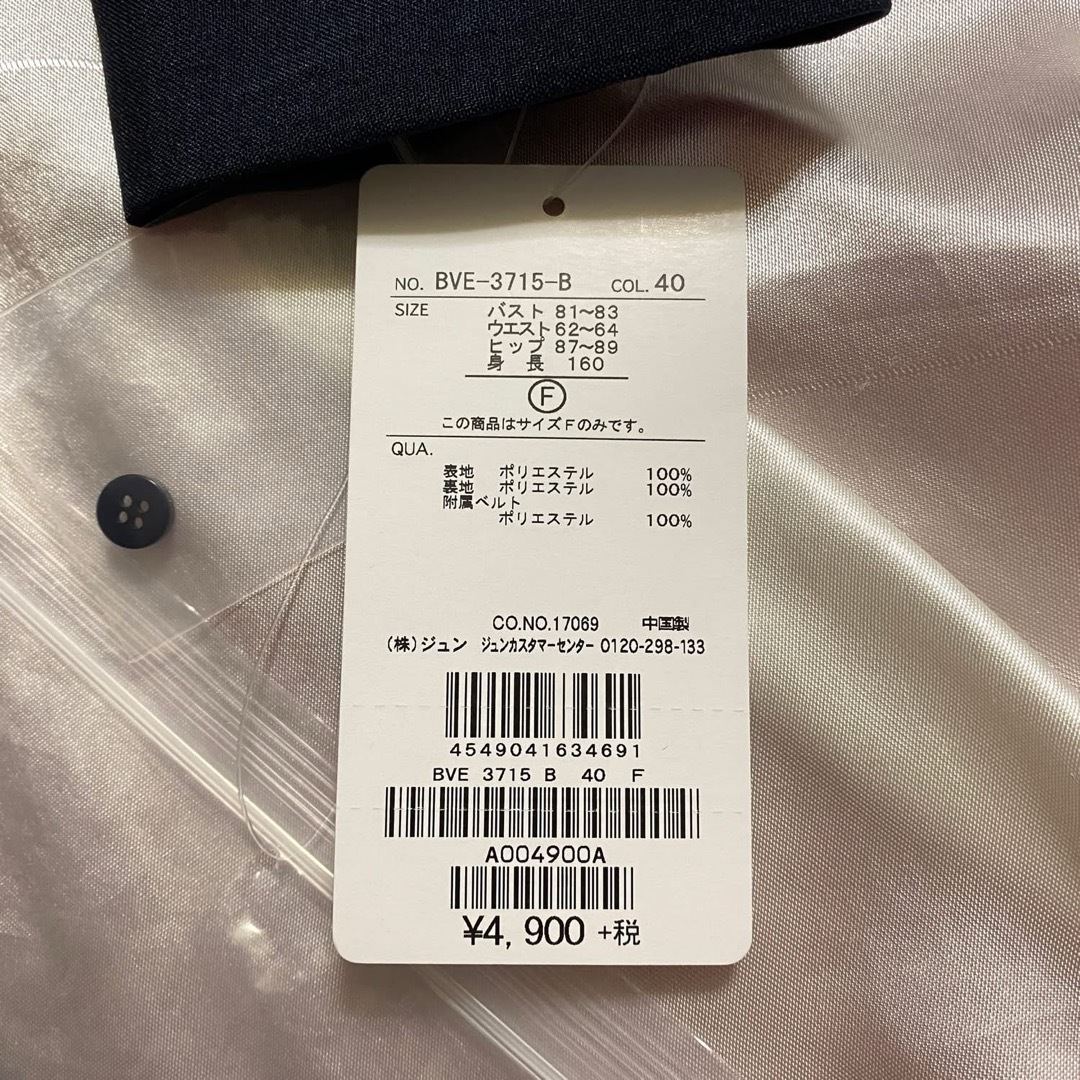 NO. BVE-3715-B COL. 40
SIZE バスト 81~83
ウエスト 62~64
ヒップ 87~89
身 長 160
F
この商品はサイズFのみです。
QUA.
表地 ポリエステル 100%
裏地 ポリエステル 100%
附属ベルト
ポリエステル 100%
CO.NO.17069 中国製
(株)ジュン ジュンカスタマーセンター 0120-298-133
4549041634691
BVE 3715 B 40 F
A004900A
¥4,900 +税